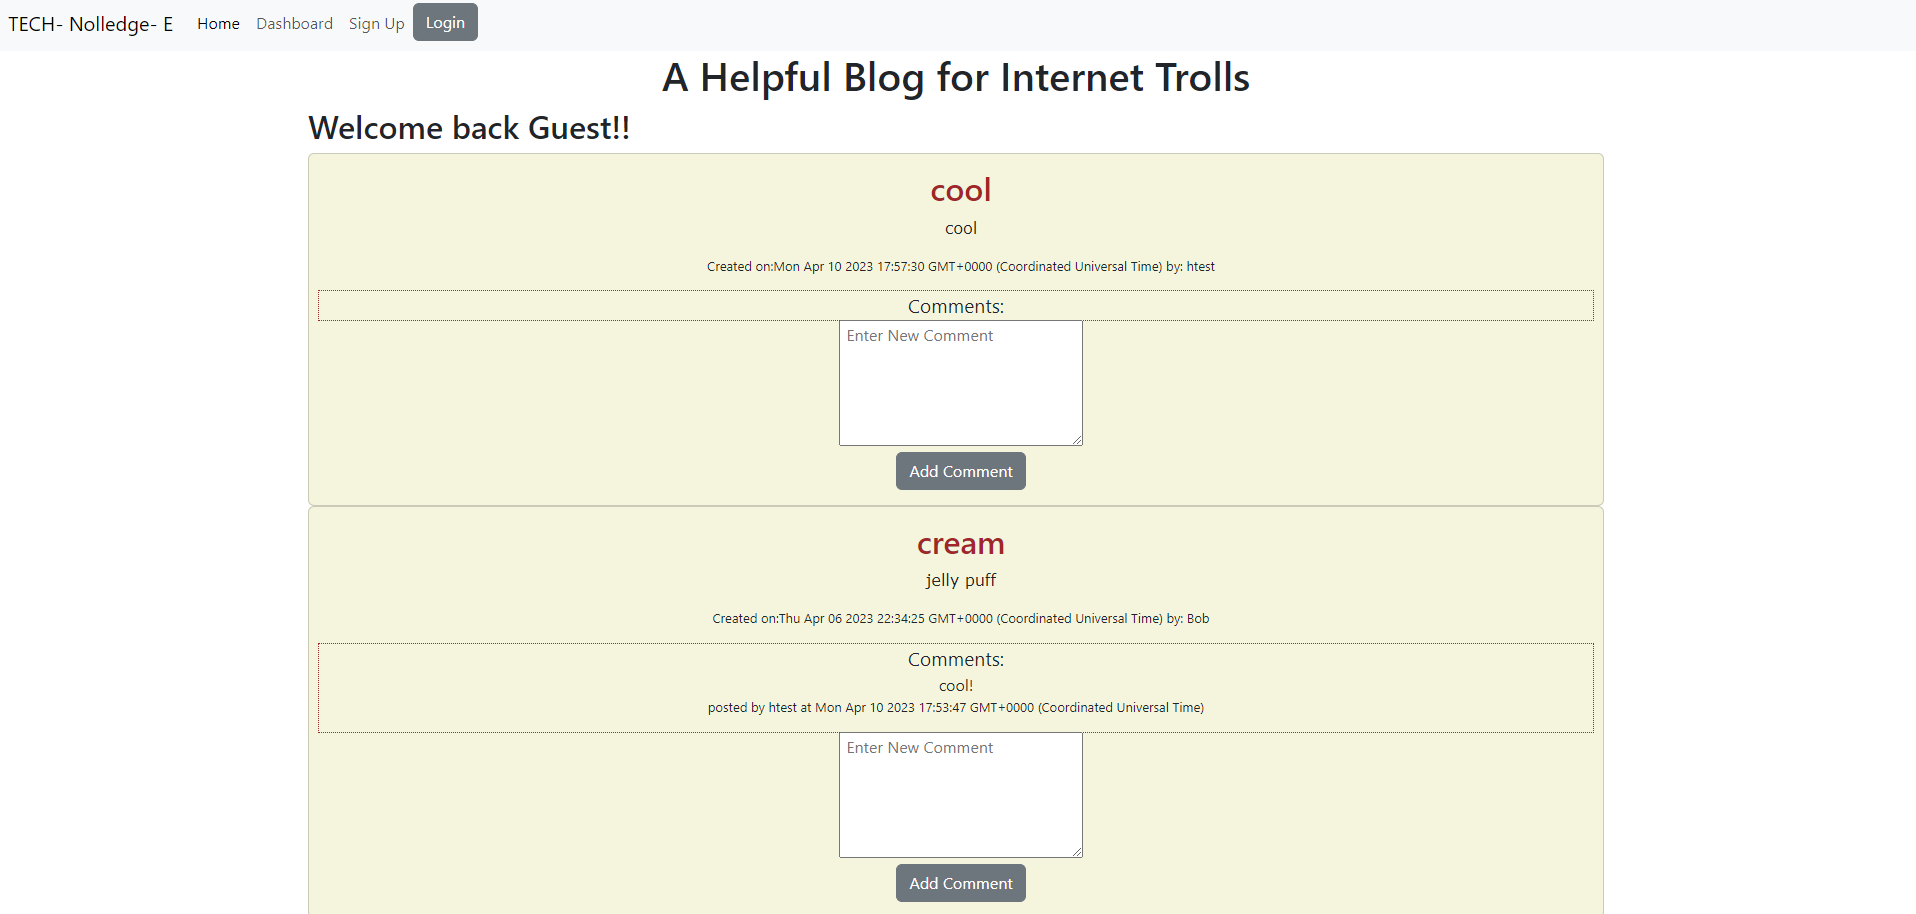 TECH- Nolledge- E Home Dashboard Sign Up Login
A Helpful Blog for Internet Trolls
Welcome back Guest!!
cool
cool
Created on:Mon Apr 10 2023 17:57:30 GMT+0000 (Coordinated Universal Time) by: htest
Comments:
Enter New Comment
Add Comment
cream
jelly puff
Created on:Thu Apr 06 2023 22:34:25 GMT+0000 (Coordinated Universal Time) by: Bob
Comments:
cool!
posted by htest at Mon Apr 10 2023 17:53:47 GMT+0000 (Coordinated Universal Time)
Enter New Comment
Add Comment